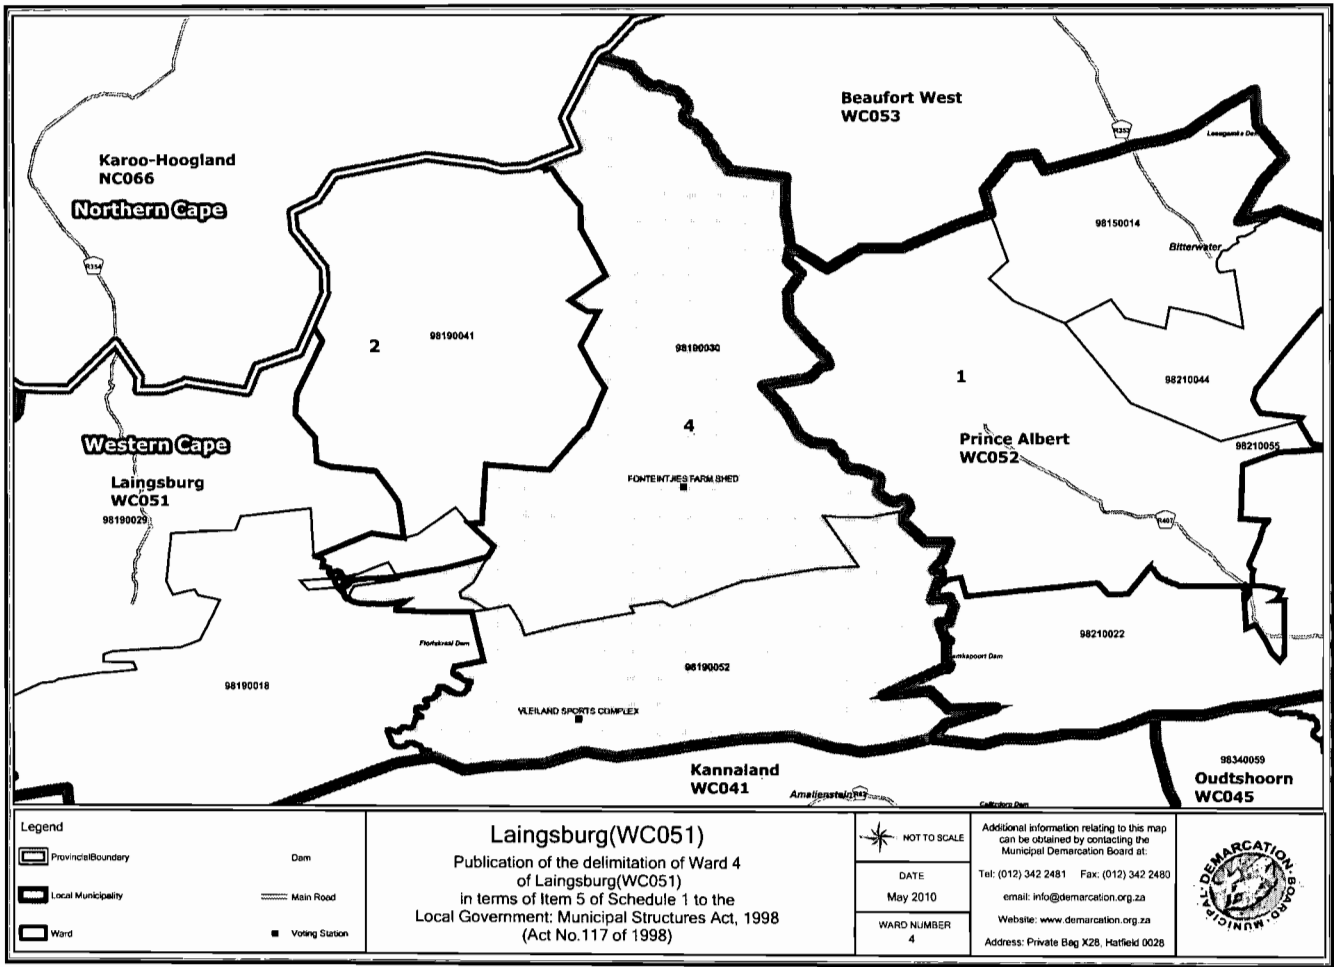 Beaufort West
WC053
R353
Leeugamka Dam
Karoo-Hoogland
NC066
Northern Cape
98150014
Bitterwater
R354
2
98190041
98190030
1
98210044
4
Western Cape
Prince Albert
WC052
98210055
Laingsburg
WC051
98190029
FONTEINTJIES FARM SHED
R407
98210022
Floriskraal Dam
98190052
98190018
VLEILAND SPORTS COMPLEX
Kannaland
WC041
98340059
Oudtshoorn
WC045
Amalienstein
Calitzdorp Dam
Legend
ProvincialBoundary
Dam
Local Municipality
Main Road
Ward
Voting Station
Laingsburg(WC051)
Publication of the delimitation of Ward 4
of Laingsburg(WC051)
in terms of Item 5 of Schedule 1 to the
Local Government: Municipal Structures Act, 1998
(Act No.117 of 1998)
NOT TO SCALE
DATE
May 2010
WARD NUMBER
4
Additional information relating to this map
can be obtained by contacting the
Municipal Demarcation Board at:
Tel: (012) 342 2481 Fax: (012) 342 2480
email: info@demarcation.org.za
Website: www.demarcation.org.za
Address: Private Bag X28, Hatfield 0028
MUNICIPAL DEMARCATION BOARD